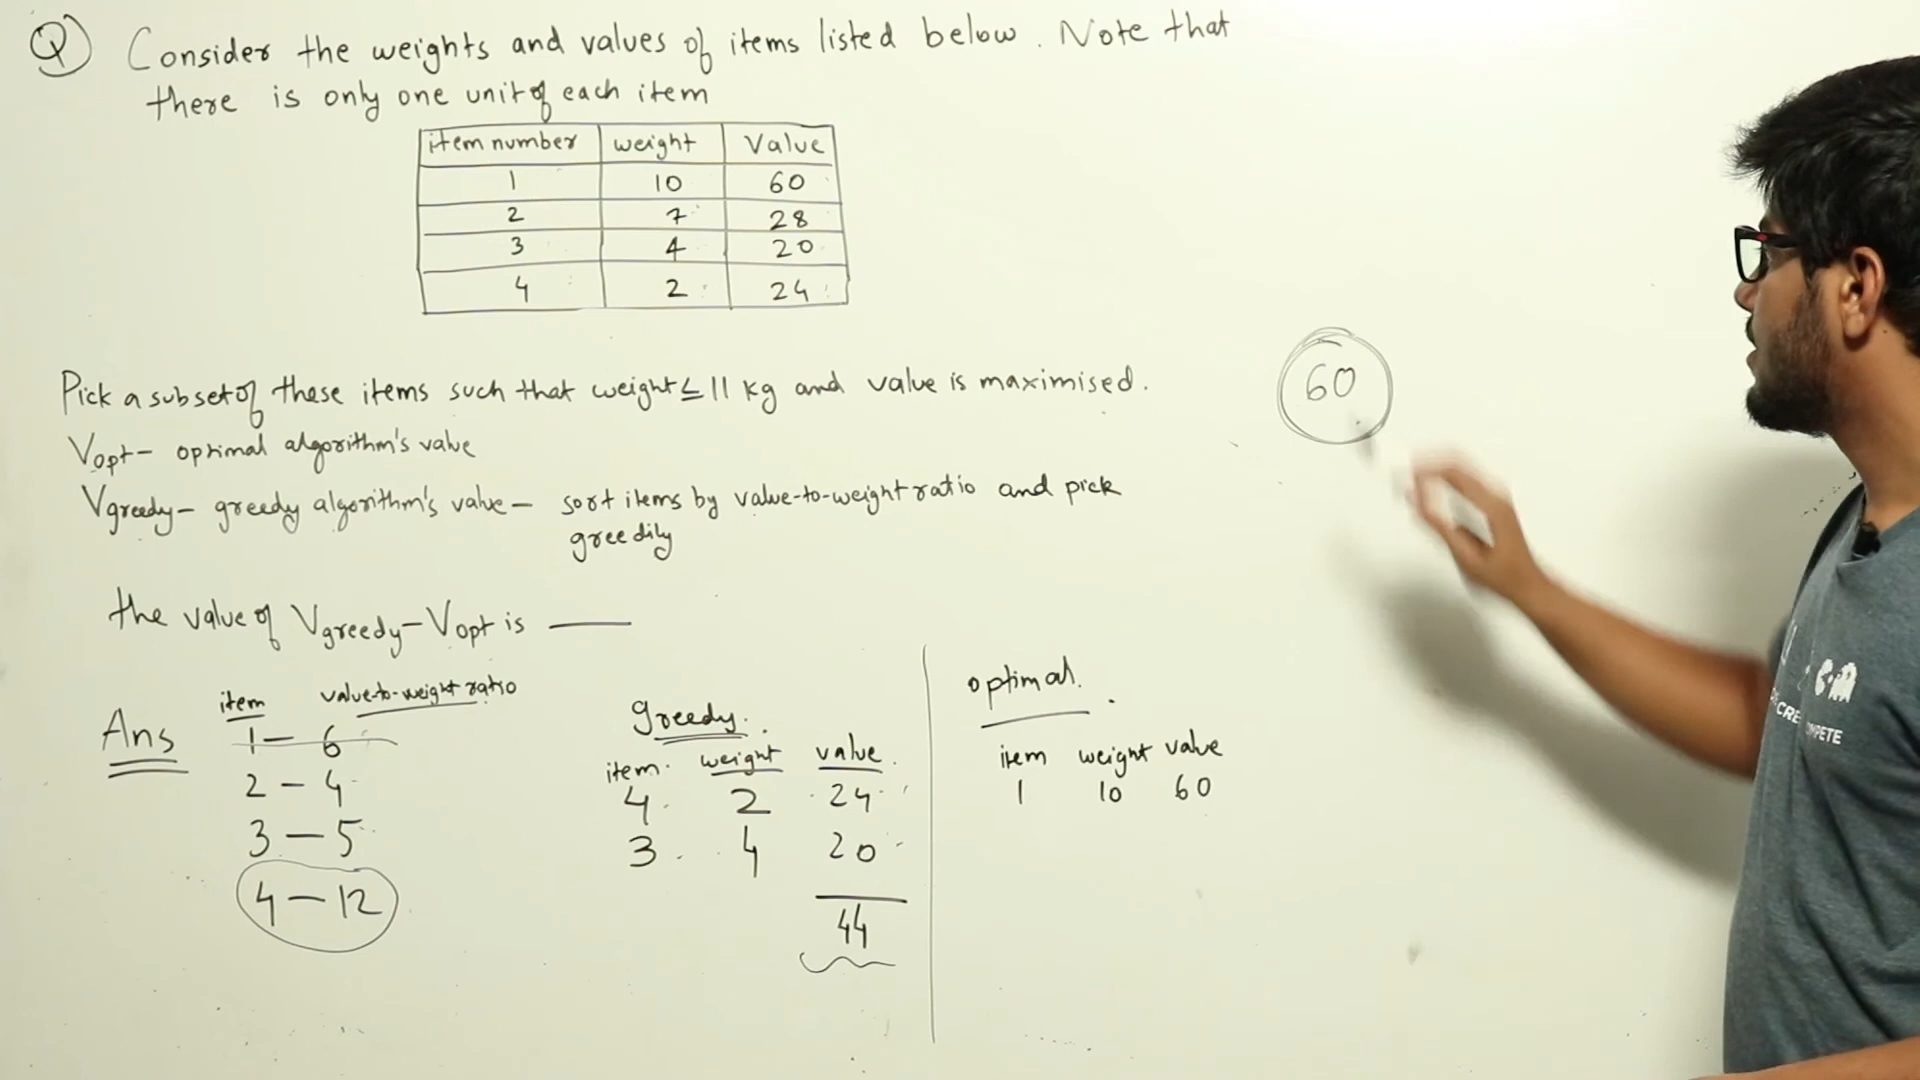 Q) Consider the weights and values of items listed below. Note that
there is only one unit of each item
item number weight Value
1 10 60
2 7 28
3 4 20
4 2 24
Pick a subset of these items such that weight ≤ 11 kg and value is maximised.
60
Vopt – optimal algorithm's value
Vgreedy – greedy algorithm's value – sort items by value-to-weight ratio and pick
greedily
the value of Vgreedy – Vopt is ____
Ans
item value-to-weight ratio
1 – 6
2 – 4
3 – 5
4 – 12
Greedy.
item weight value
4 2 24
3 4 20
44
optimal.
item weight value
1 10 60